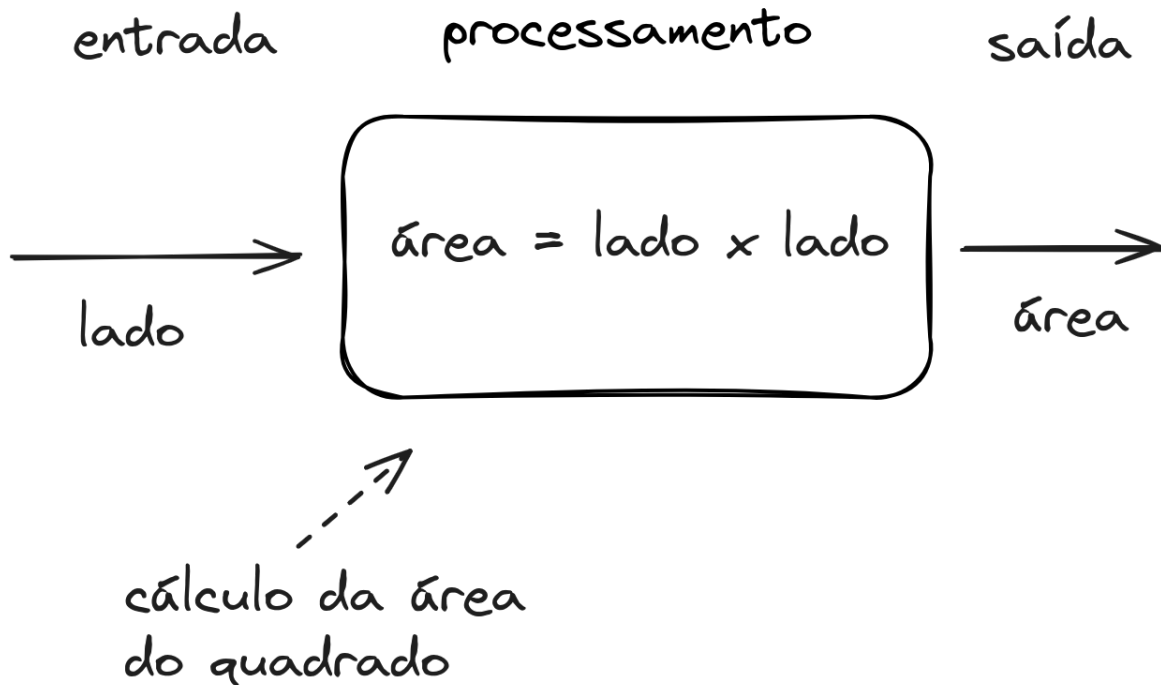 entrada
processamento
saída
área = lado x lado
lado
área
cálculo da área
do quadrado